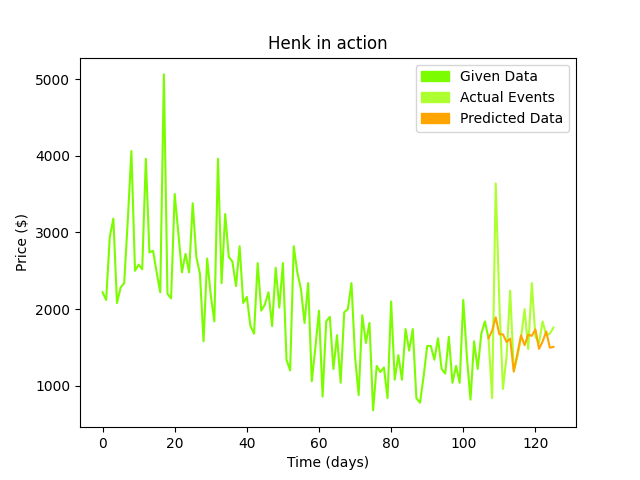 Henk in action
Given Data
Actual Events
Predicted Data
Price ($)
5000
4000
3000
2000
1000
0
20
40
60
80
100
120
Time (days)